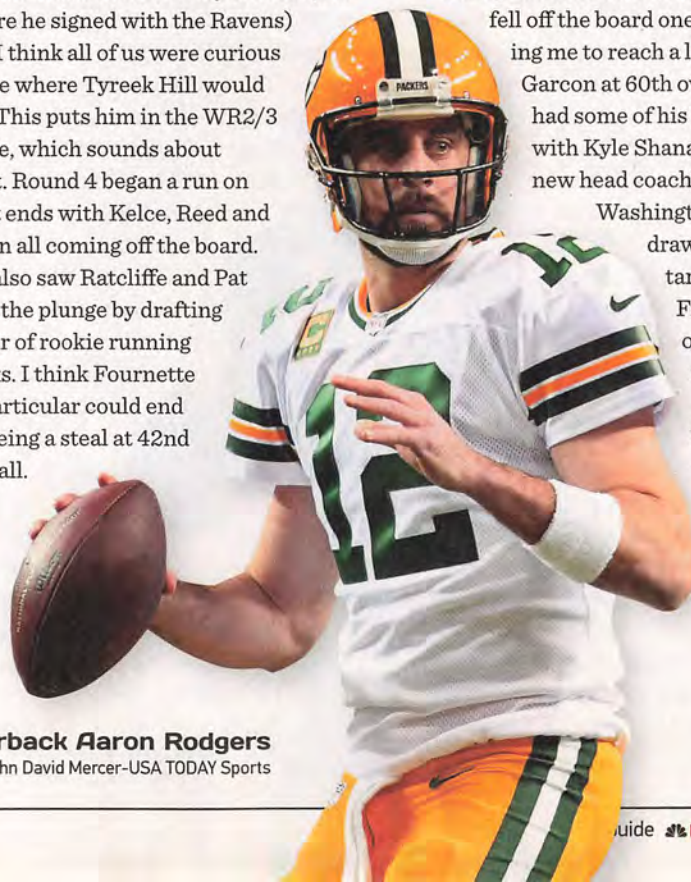 re he signed with the Ravens)
I think all of us were curious
e where Tyreek Hill would
This puts him in the WR2/3
e, which sounds about
t. Round 4 began a run on
t ends with Kelce, Reed and
n all coming off the board.
also saw Ratcliffe and Pat
the plunge by drafting
r of rookie running
s. I think Fournette
articular could end
eing a steal at 42nd
all.
fell off the board one
ing me to reach a l
Garcon at 60th ov
had some of his
with Kyle Shana
new head coach
Washingt
draw
tar
F
o
PACKERS
C
12
12
rback Aaron Rodgers
hn David Mercer-USA TODAY Sports
uide